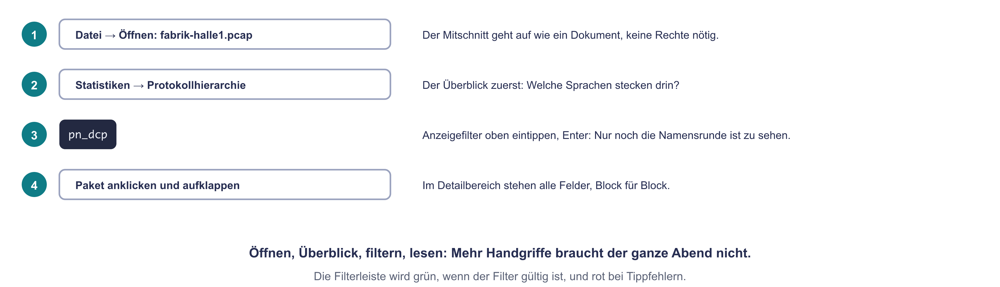 1 Datei → Öffnen: fabrik-halle1.pcap Der Mitschnitt geht auf wie ein Dokument, keine Rechte nötig.
2 Statistiken → Protokollhierarchie Der Überblick zuerst: Welche Sprachen stecken drin?
3 pn_dcp Anzeigefilter oben eintippen, Enter: Nur noch die Namensrunde ist zu sehen.
4 Paket anklicken und aufklappen Im Detailbereich stehen alle Felder, Block für Block.
Öffnen, Überblick, filtern, lesen: Mehr Handgriffe braucht der ganze Abend nicht.
Die Filterleiste wird grün, wenn der Filter gültig ist, und rot bei Tippfehlern.